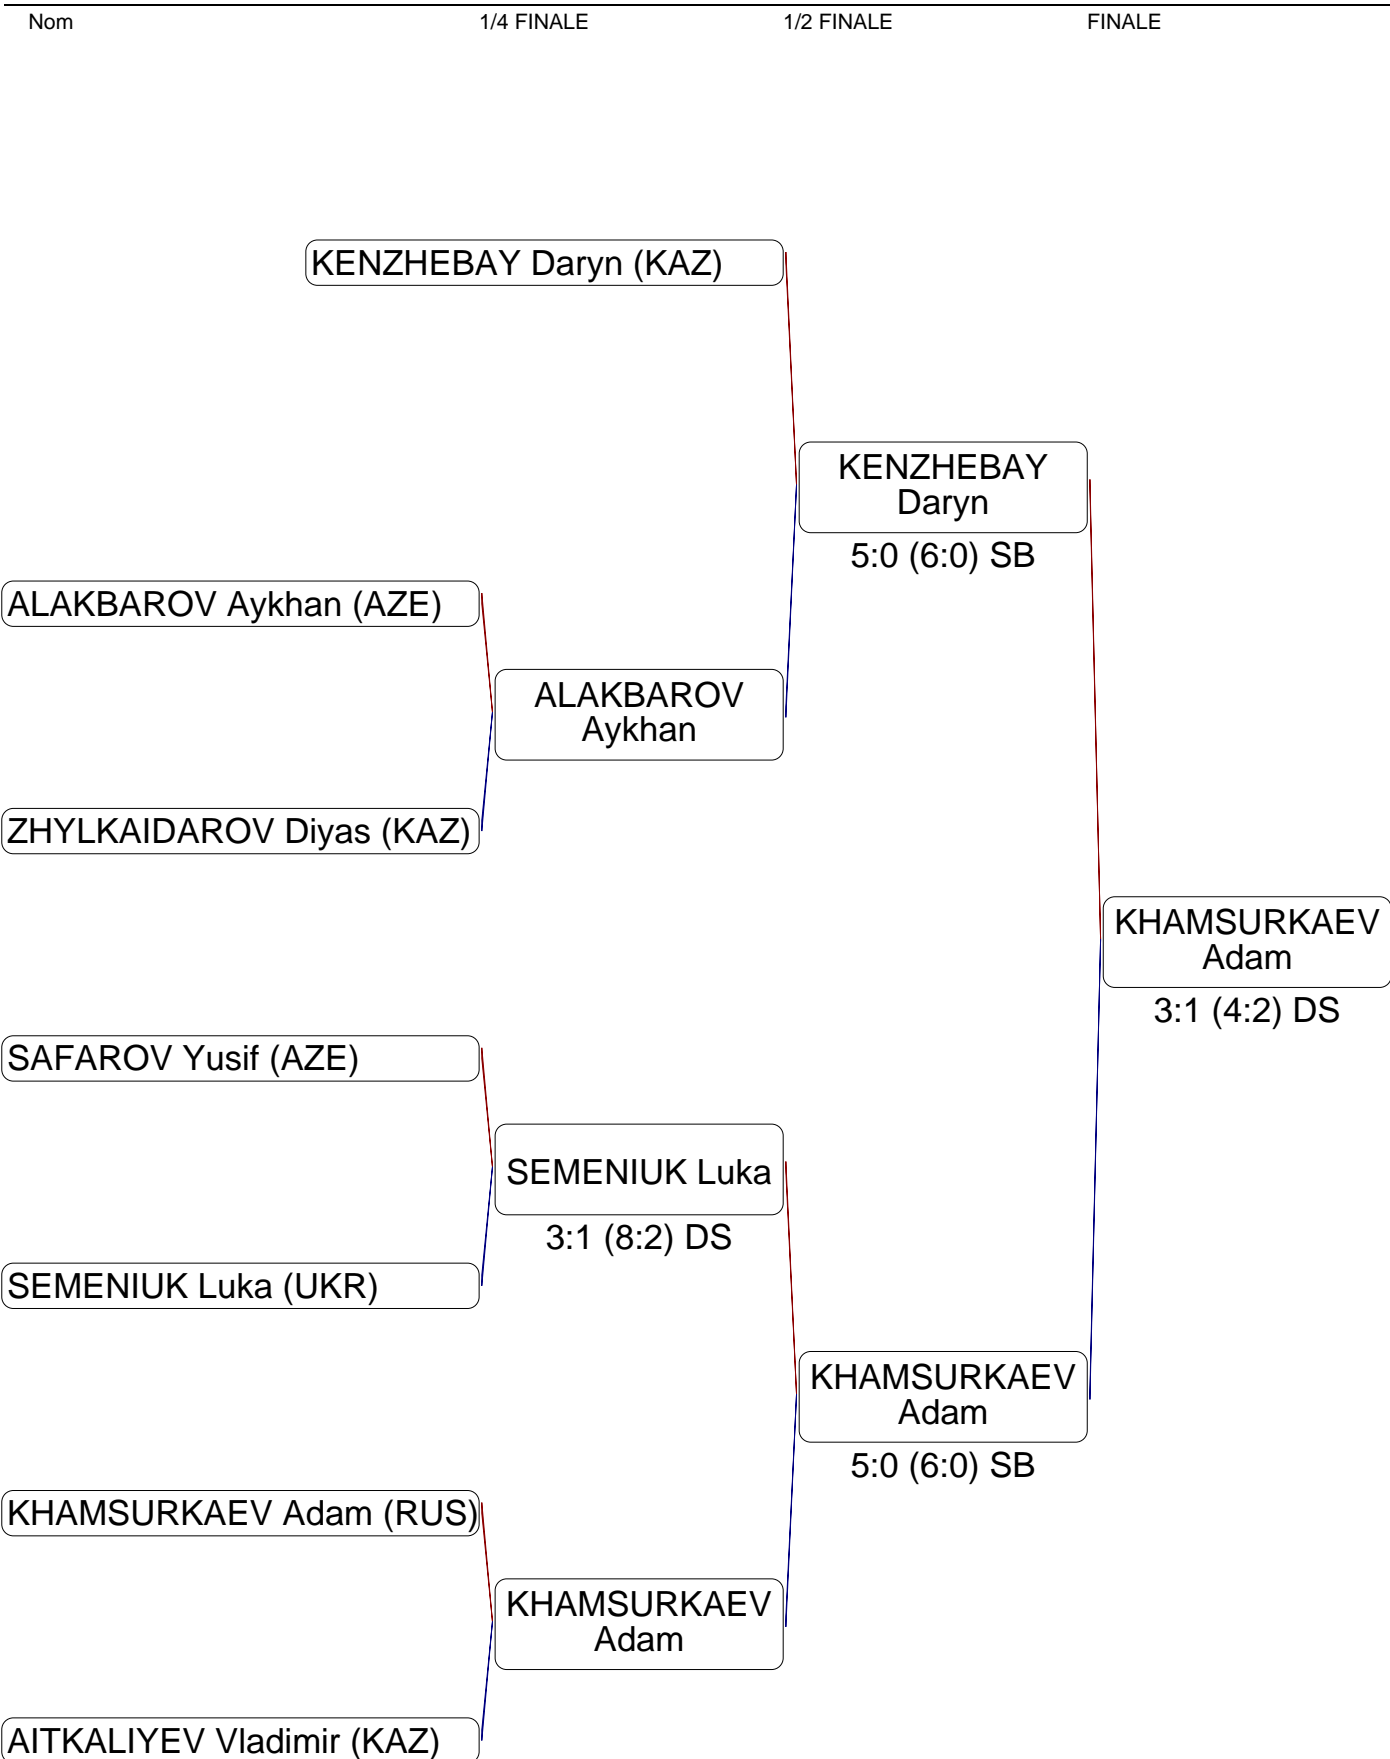 Nom 1/4 FINALE 1/2 FINALE FINALE
KENZHEBAY Daryn (KAZ)
KENZHEBAY
Daryn
5:0 (6:0) SB
ALAKBAROV Aykhan (AZE)
ALAKBAROV
Aykhan
ZHYLKAIDAROV Diyas (KAZ)
KHAMSURKAEV
Adam
3:1 (4:2) DS
SAFAROV Yusif (AZE)
SEMENIUK Luka
3:1 (8:2) DS
SEMENIUK Luka (UKR)
KHAMSURKAEV
Adam
5:0 (6:0) SB
KHAMSURKAEV Adam (RUS)
KHAMSURKAEV
Adam
AITKALIYEV Vladimir (KAZ)